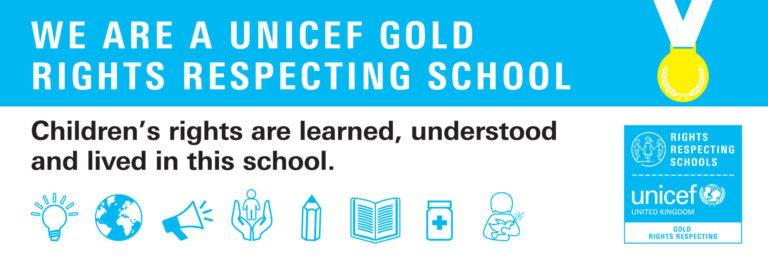 WE ARE A UNICEF GOLD
RIGHTS RESPECTING SCHOOL
Children’s rights are learned, understood
and lived in this school.
RIGHTS
RESPECTING
SCHOOLS
unicef
UNITED KINGDOM
GOLD
RIGHTS RESPECTING